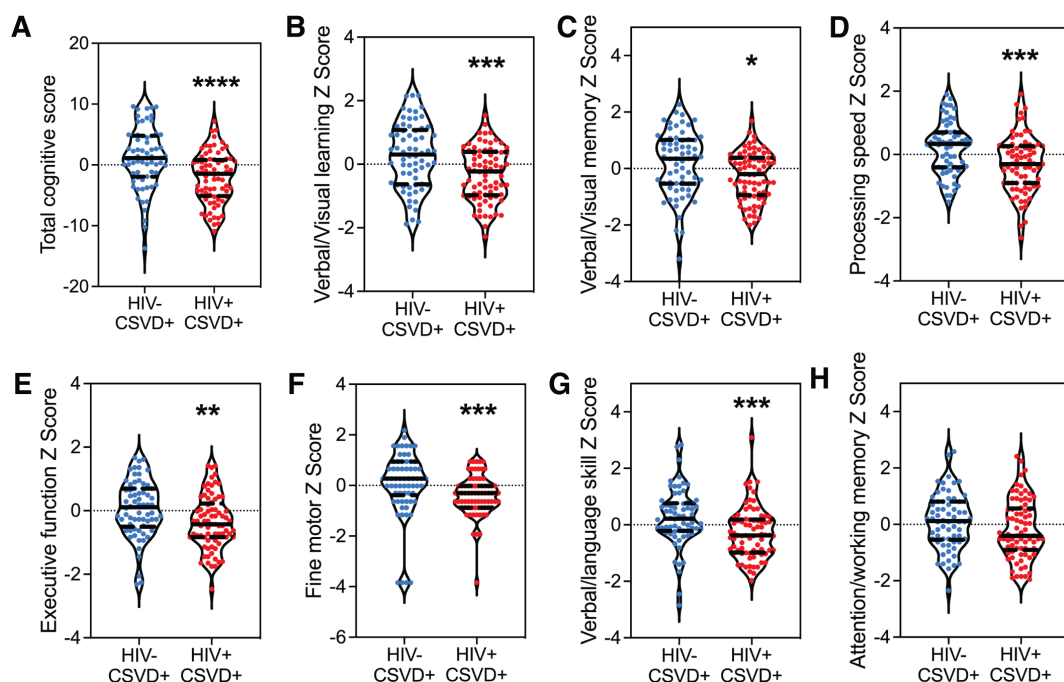 A
Total cognitive score
20
10
0
-10
-20
****
HIV-
CSVD+
HIV+
CSVD+
B
Verbal/Visual learning Z Score
4
2
0
-2
-4
***
HIV-
CSVD+
HIV+
CSVD+
C
Verbal/Visual memory Z Score
4
2
0
-2
-4
*
HIV-
CSVD+
HIV+
CSVD+
D
Processing speed Z Score
4
2
0
-2
-4
***
HIV-
CSVD+
HIV+
CSVD+
E
Executive function Z Score
4
2
0
-2
-4
**
HIV-
CSVD+
HIV+
CSVD+
F
Fine motor Z Score
4
2
0
-2
-4
-6
***
HIV-
CSVD+
HIV+
CSVD+
G
Verbal/language skill Z Score
4
2
0
-2
-4
***
HIV-
CSVD+
HIV+
CSVD+
H
Attention/working memory Z Score
4
2
0
-2
-4
HIV-
CSVD+
HIV+
CSVD+